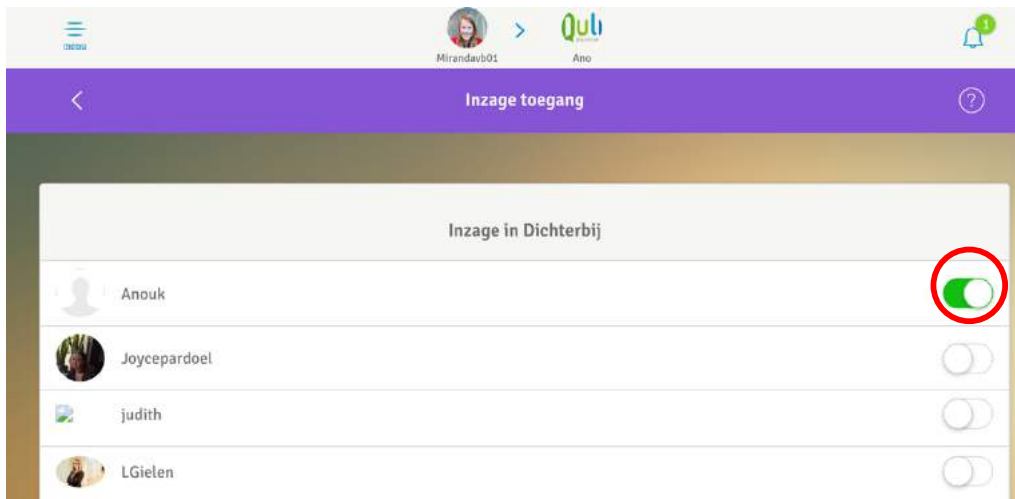 menu
1
Mirandavb01
>
Quli
Ano
<
Inzage toegang
?
Inzage in Dichterbij
Anouk
Joycepardoel
judith
LGielen